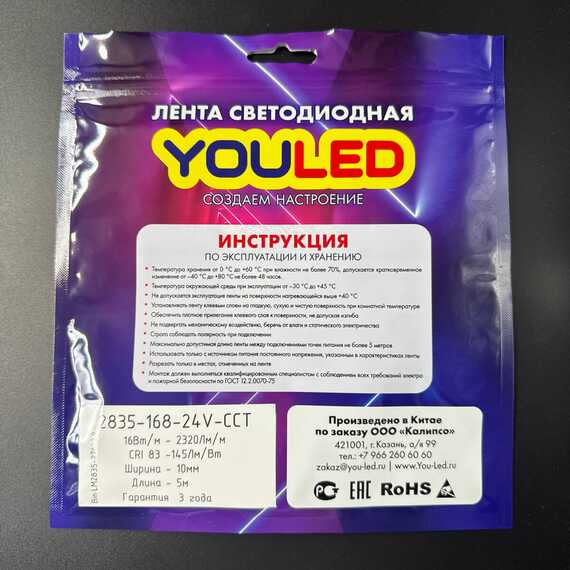 ЛЕНТА СВЕТОДИОДНАЯ
YOULED
СОЗДАЕМ НАСТРОЕНИЕ
ИНСТРУКЦИЯ
ПО ЭКСПЛУАТАЦИИ И ХРАНЕНИЮ
• Температура хранения от 0 °C до +60 °C при влажности не более 70%, допускается кратковременное
изменение от -40 °C до +80 °C не более 48 часов.
• Температура окружающей среды при эксплуатации от -30 °C до +45 °C
• Не допускается эксплуатация ленты на поверхности нагревающейся выше +40 °C
• Устанавливать ленту клеевым слоем на гладкую, сухую и чистую поверхность при комнатной температуре
• Обеспечить плотное прилегание клеевого слоя к поверхности, не допуская изгиба
• Не подвергать механическому воздействию, беречь от влаги и статического электричества
• Строго соблюдать полярность при подключении
• Максимально допустимая длина ленты между подключениями точек питания не более 5 метров.
• Использовать только с источником питания постоянного напряжения, указанным в характеристиках ленты
• Разрезать только в местах, отмеченных на ленте
• Монтаж должен выполняться квалифицированным специалистом с соблюдением всех требований электро
и пожарной безопасности по ГОСТ 12.2.007.0-75
2835-168-24V-CCT
16Вт/м - 2320Лм/м
CRI 83 -145Лм/Вт
Ширина - 10мм
Длина - 5м
Гарантия 3 года
Произведено в Китае
по заказу ООО «Калипсо»
421001, г. Казань, а/я 99
тел.: +7 966 260 60 60
zakaz@you-led.ru | www.You-Led.ru
EAC RoHS